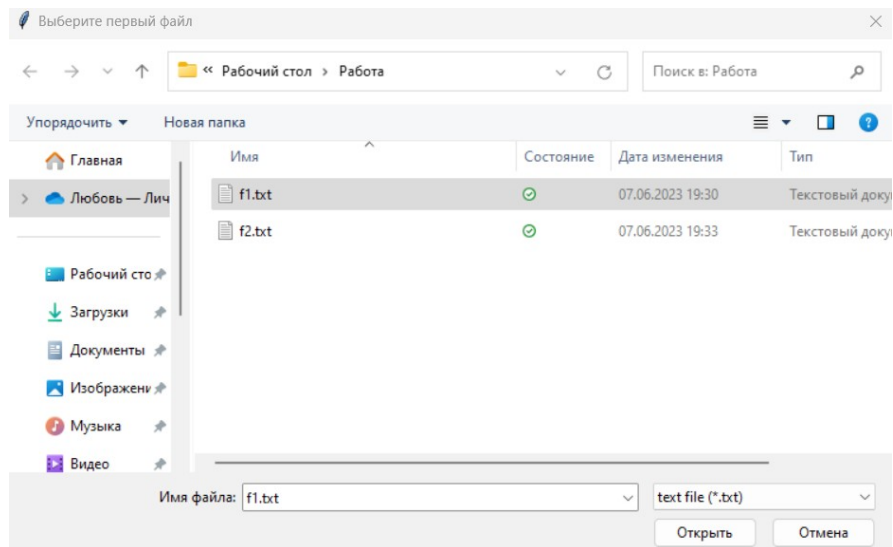 Выберите первый файл
« Рабочий стол › Работа
Поиск в: Работа
Упорядочить Новая папка
Имя Состояние Дата изменения Тип
Главная
Любовь — Лич
f1.txt 07.06.2023 19:30 Текстовый доку
f2.txt 07.06.2023 19:33 Текстовый доку
Рабочий сто
Загрузки
Документы
Изображени
Музыка
Видео
Имя файла: f1.txt text file (*.txt)
Открыть Отмена